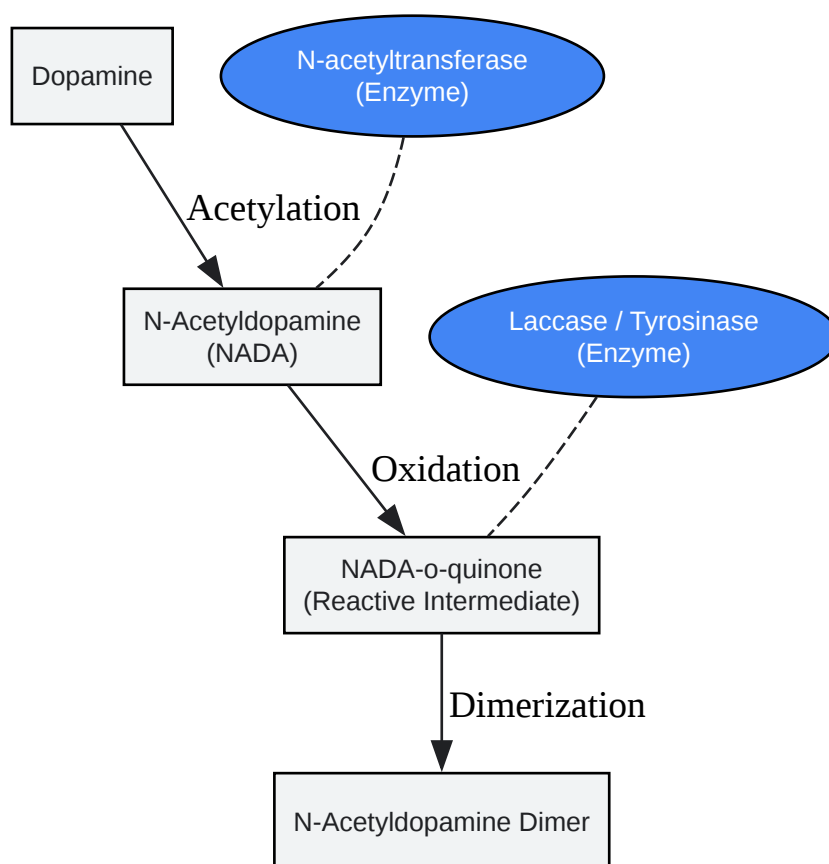 Dopamine
N-acetyltransferase
(Enzyme)
Acetylation
N-Acetyldopamine
(NADA)
Laccase / Tyrosinase
(Enzyme)
Oxidation
NADA-o-quinone
(Reactive Intermediate)
Dimerization
N-Acetyldopamine Dimer